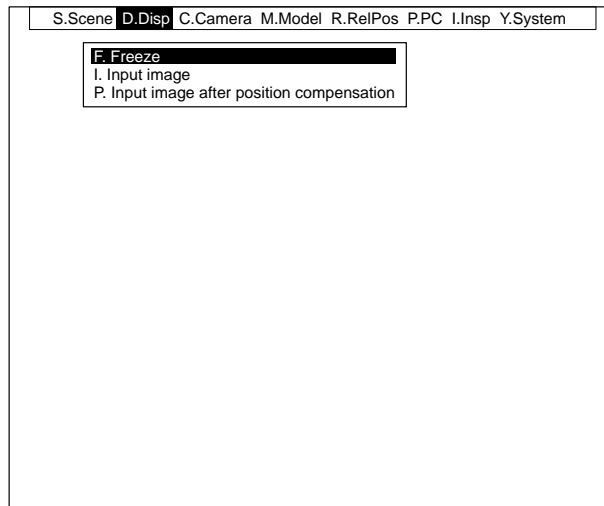 S.Scene D.Disp C.Camera M.Model R.RelPos P.PC I.Insp Y.System
F. Freeze
I. Input image
P. Input image after position compensation